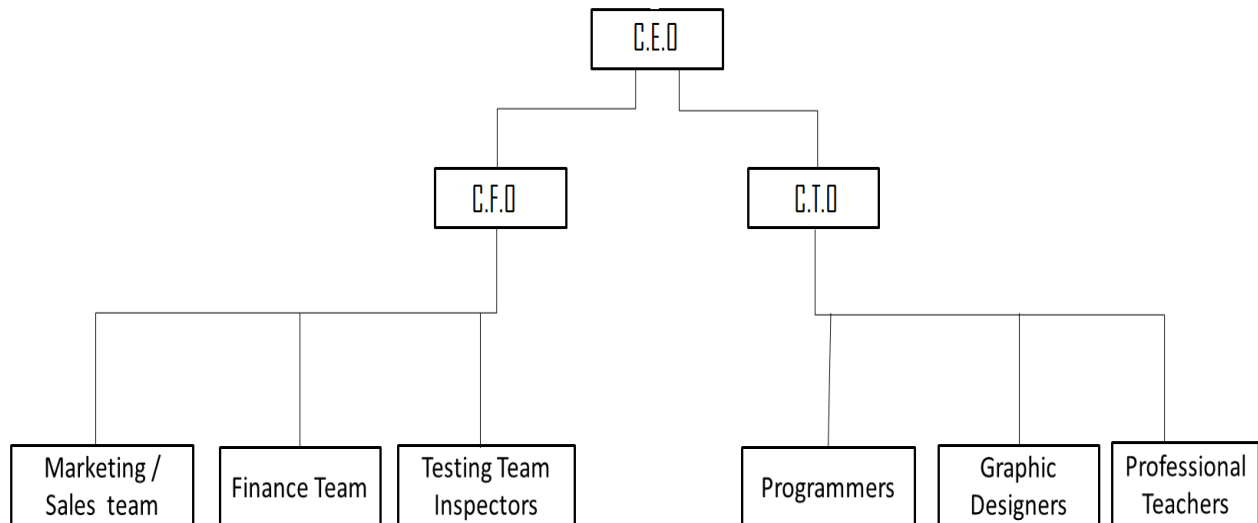 C.E.O
C.F.O
C.T.O
Marketing /
Sales team
Finance Team
Testing Team
Inspectors
Programmers
Graphic
Designers
Professional
Teachers